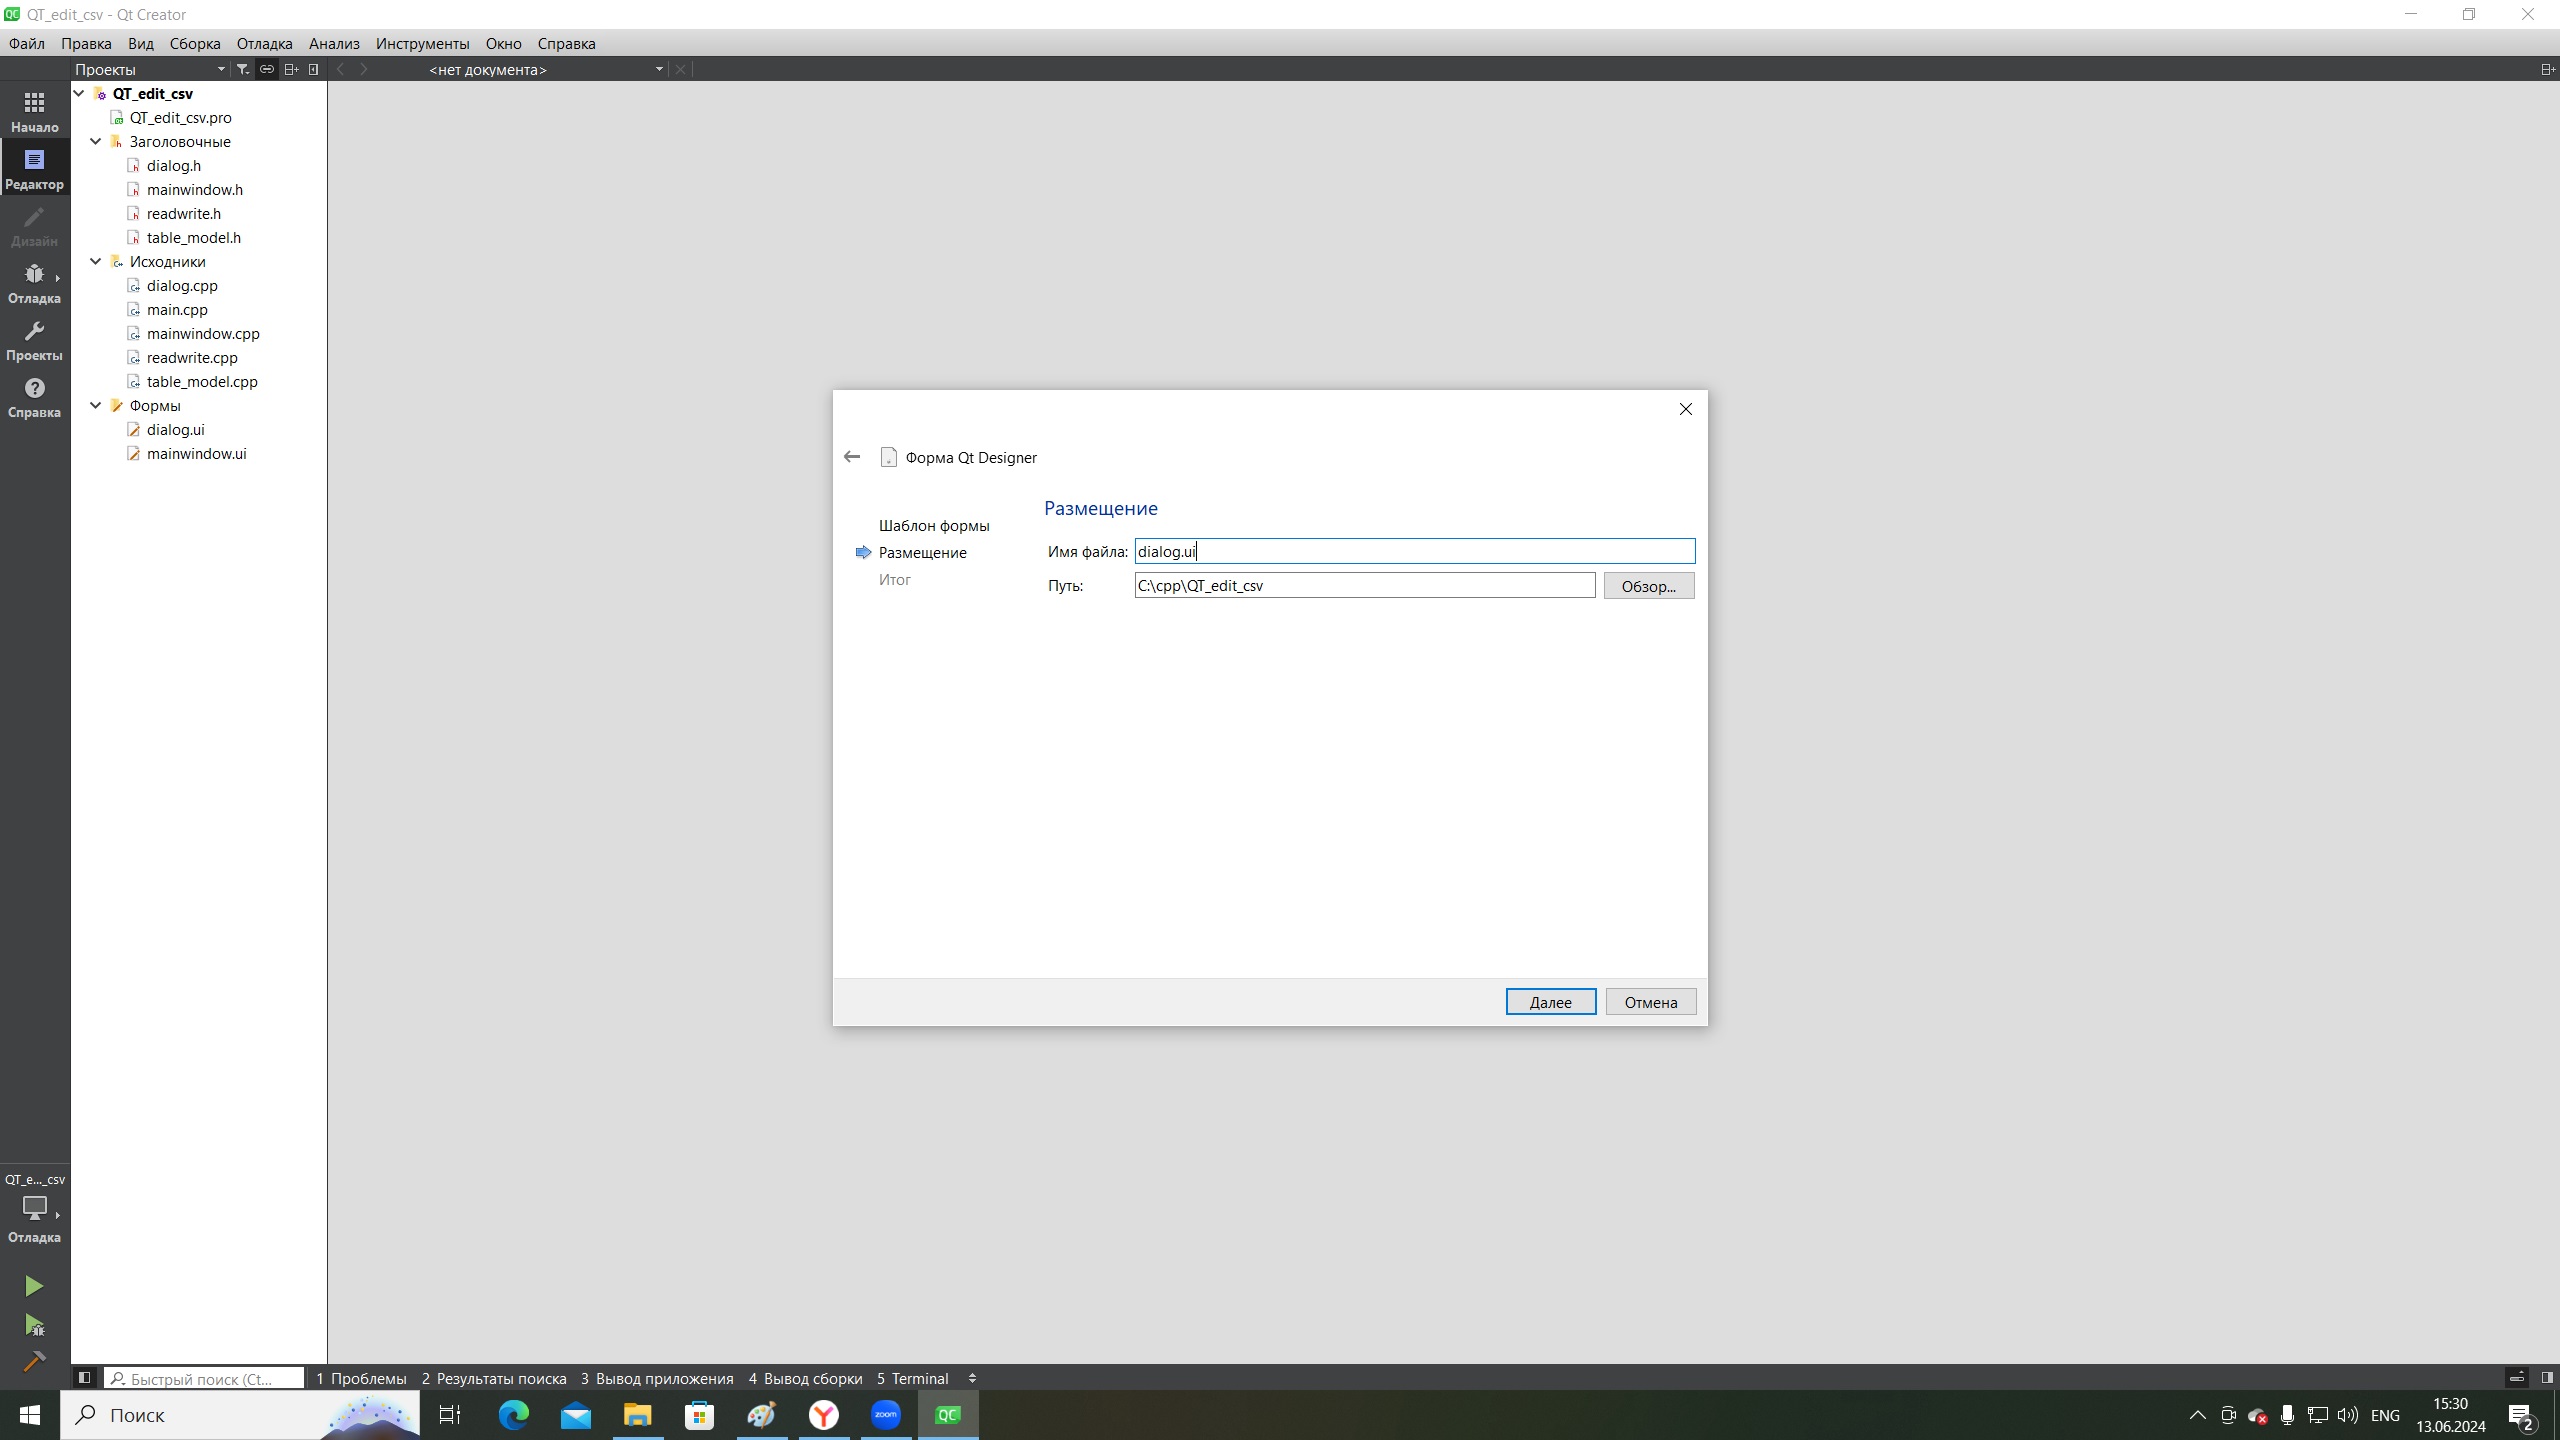 QT_edit_csv - Qt Creator
Файл Правка Вид Сборка Отладка Анализ Инструменты Окно Справка
Проекты
<нет документа>
Начало
Редактор
Дизайн
Отладка
Проекты
Справка
QT_edit_csv
QT_edit_csv.pro
Заголовочные
dialog.h
mainwindow.h
readwrite.h
table_model.h
Исходники
dialog.cpp
main.cpp
mainwindow.cpp
readwrite.cpp
table_model.cpp
Формы
dialog.ui
mainwindow.ui
Форма Qt Designer
Шаблон формы
Размещение
Итог
Размещение
Имя файла: dialog.ui
Путь: C:\cpp\QT_edit_csv Обзор...
Далее Отмена
QT_e..._csv
Отладка
Быстрый поиск (Ct... 1 Проблемы 2 Результаты поиска 3 Вывод приложения 4 Вывод сборки 5 Terminal
Поиск
zoom
QC
ENG
15:30
13.06.2024
2